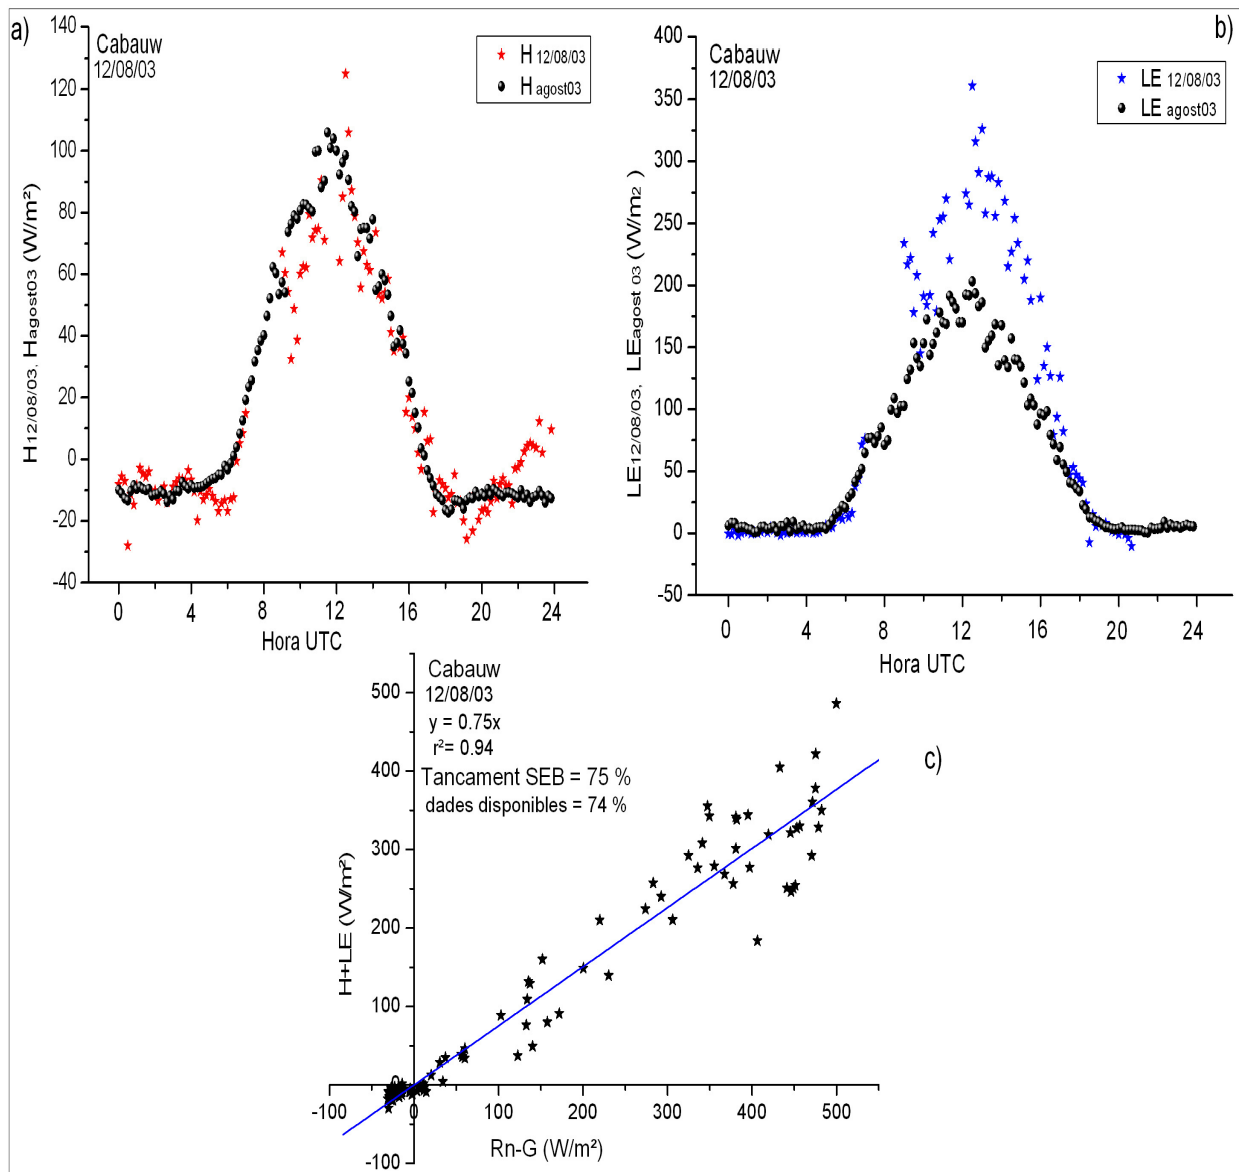 a)
Cabauw
12/08/03
H 12/08/03
H agost03
140
120
100
80
60
40
20
0
-20
-40
H12/08/03, Hagost03 (W/m²)
0 4 8 12 16 20 24
Hora UTC
b)
Cabauw
12/08/03
LE 12/08/03
LE agost03
400
350
300
250
200
150
100
50
0
-50
LE12/08/03, LEagost 03 (W/m2)
0 4 8 12 16 20 24
Hora UTC
c)
Cabauw
12/08/03
y = 0.75x
r²= 0.94
Tancament SEB = 75 %
dades disponibles = 74 %
500
400
300
200
100
0
-100
H+LE (W/m²)
-100 0 100 200 300 400 500
Rn-G (W/m²)